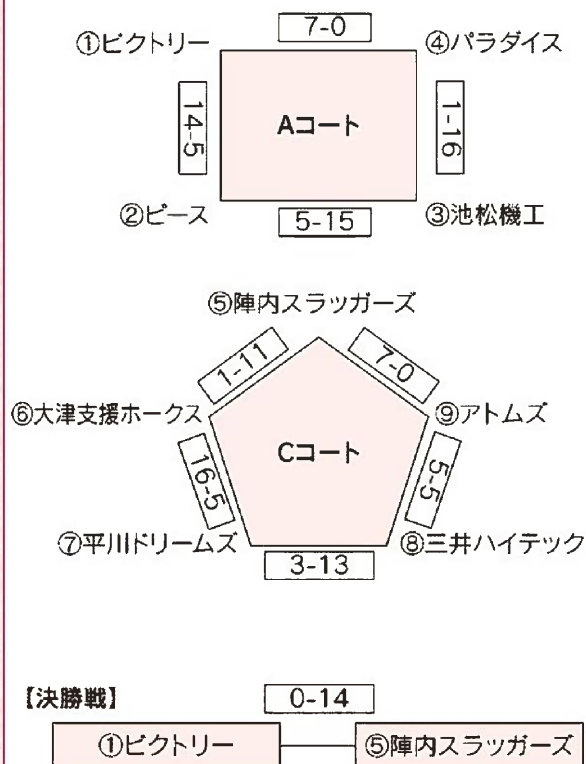 7-0
①ビクトリー
④パラダイス
14-5
Aコート
1-16
②ピース
5-15
③池松機工
⑤陣内スラッガーズ
1-11
7-0
⑥大津支援ホークス
⑨アトムズ
Cコート
16-5
5-5
⑦平川ドリームズ
⑧三井ハイテック
3-13
【決勝戦】
0-14
①ビクトリー
⑤陣内スラッガーズ